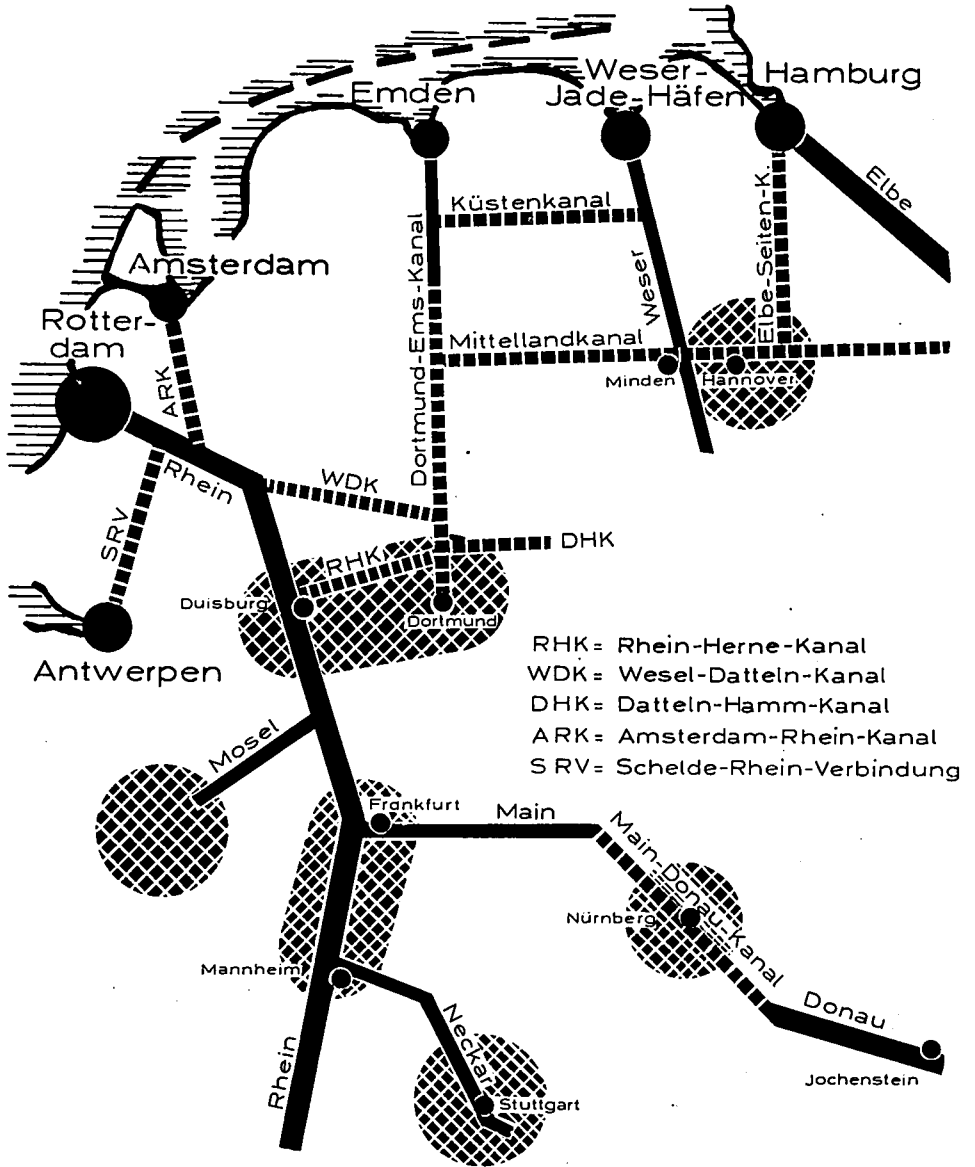 Emden
Weser-
Jade-Häfen
Hamburg
Elbe
Küstenkanal
Elbe-Seiten-K.
Dortmund-Ems-Kanal
Weser
Amsterdam
Rotter-
dam
ARK
Mittellandkanal
Minden
Hannover
Rhein
WDK
SRV
RHK
DHK
Duisburg
Dortmund
Antwerpen
RHK= Rhein-Herne-Kanal
WDK= Wesel-Datteln-Kanal
DHK= Datteln-Hamm-Kanal
ARK= Amsterdam-Rhein-Kanal
SRV= Schelde-Rhein-Verbindung
Mosel
Frankfurt
Main
Main-Donau-Kanal
Nürnberg
Mannheim
Neckar
Donau
Rhein
Jochenstein
Stuttgart